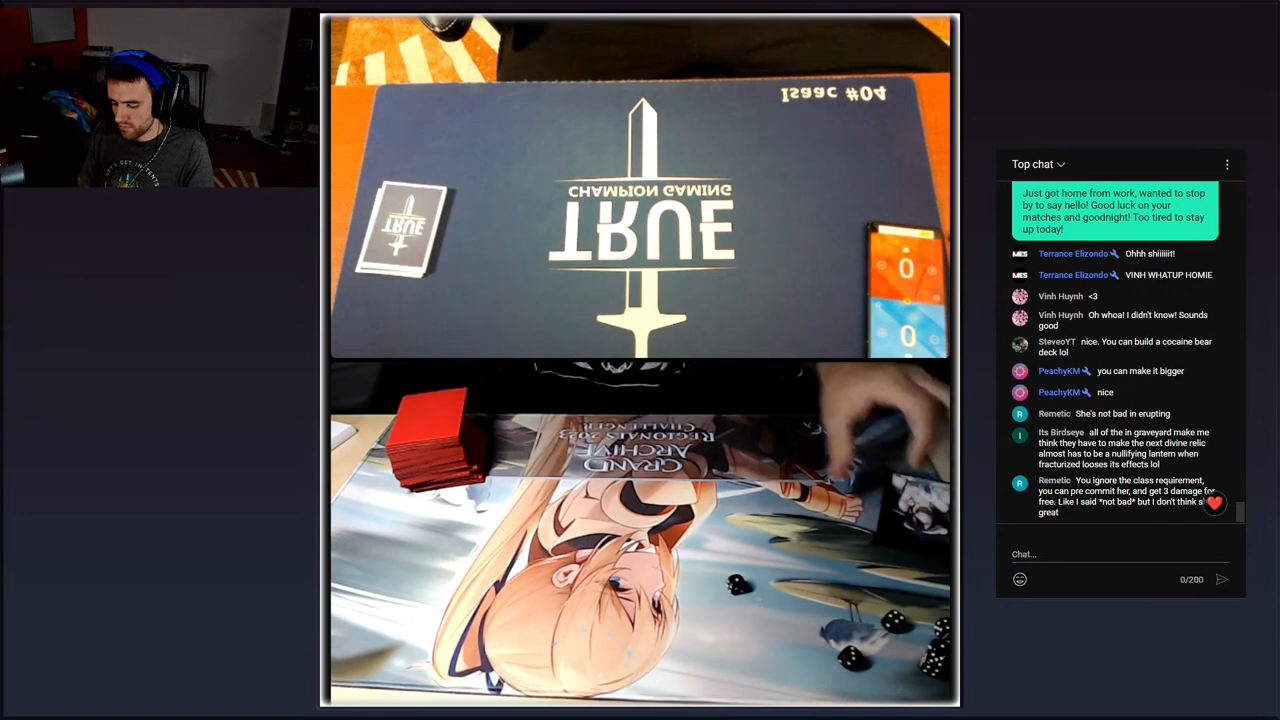 Isaac #04
CHAMPION GAMING
TRUE
TRUE
0
0
REGIONALS 2023
CHALLENGER
ARCHIVE
GRAND
Top chat
Just got home from work, wanted to stop
by to say hello! Good luck on your
matches and goodnight! Too tired to stay
up today!
Terrance Elizondo Ohhh shiiiiiit!
Terrance Elizondo VINH WHATUP HOMIE
Vinh Huynh <3
Vinh Huynh Oh whoa! I didn't know! Sounds
good
SteveoYT nice. You can build a cocaine bear
deck lol
PeachyKM you can make it bigger
PeachyKM nice
Remetic She's not bad in erupting
Its Birdseye all of the in graveyard make me
think they have to make the next divine relic
almost has to be a nullifying lantern when
fracturized looses its effects lol
Remetic You ignore the class requirement,
you can pre commit her, and get 3 damage for
free. Like I said *not bad* but I don't think
great
Chat...
0/200